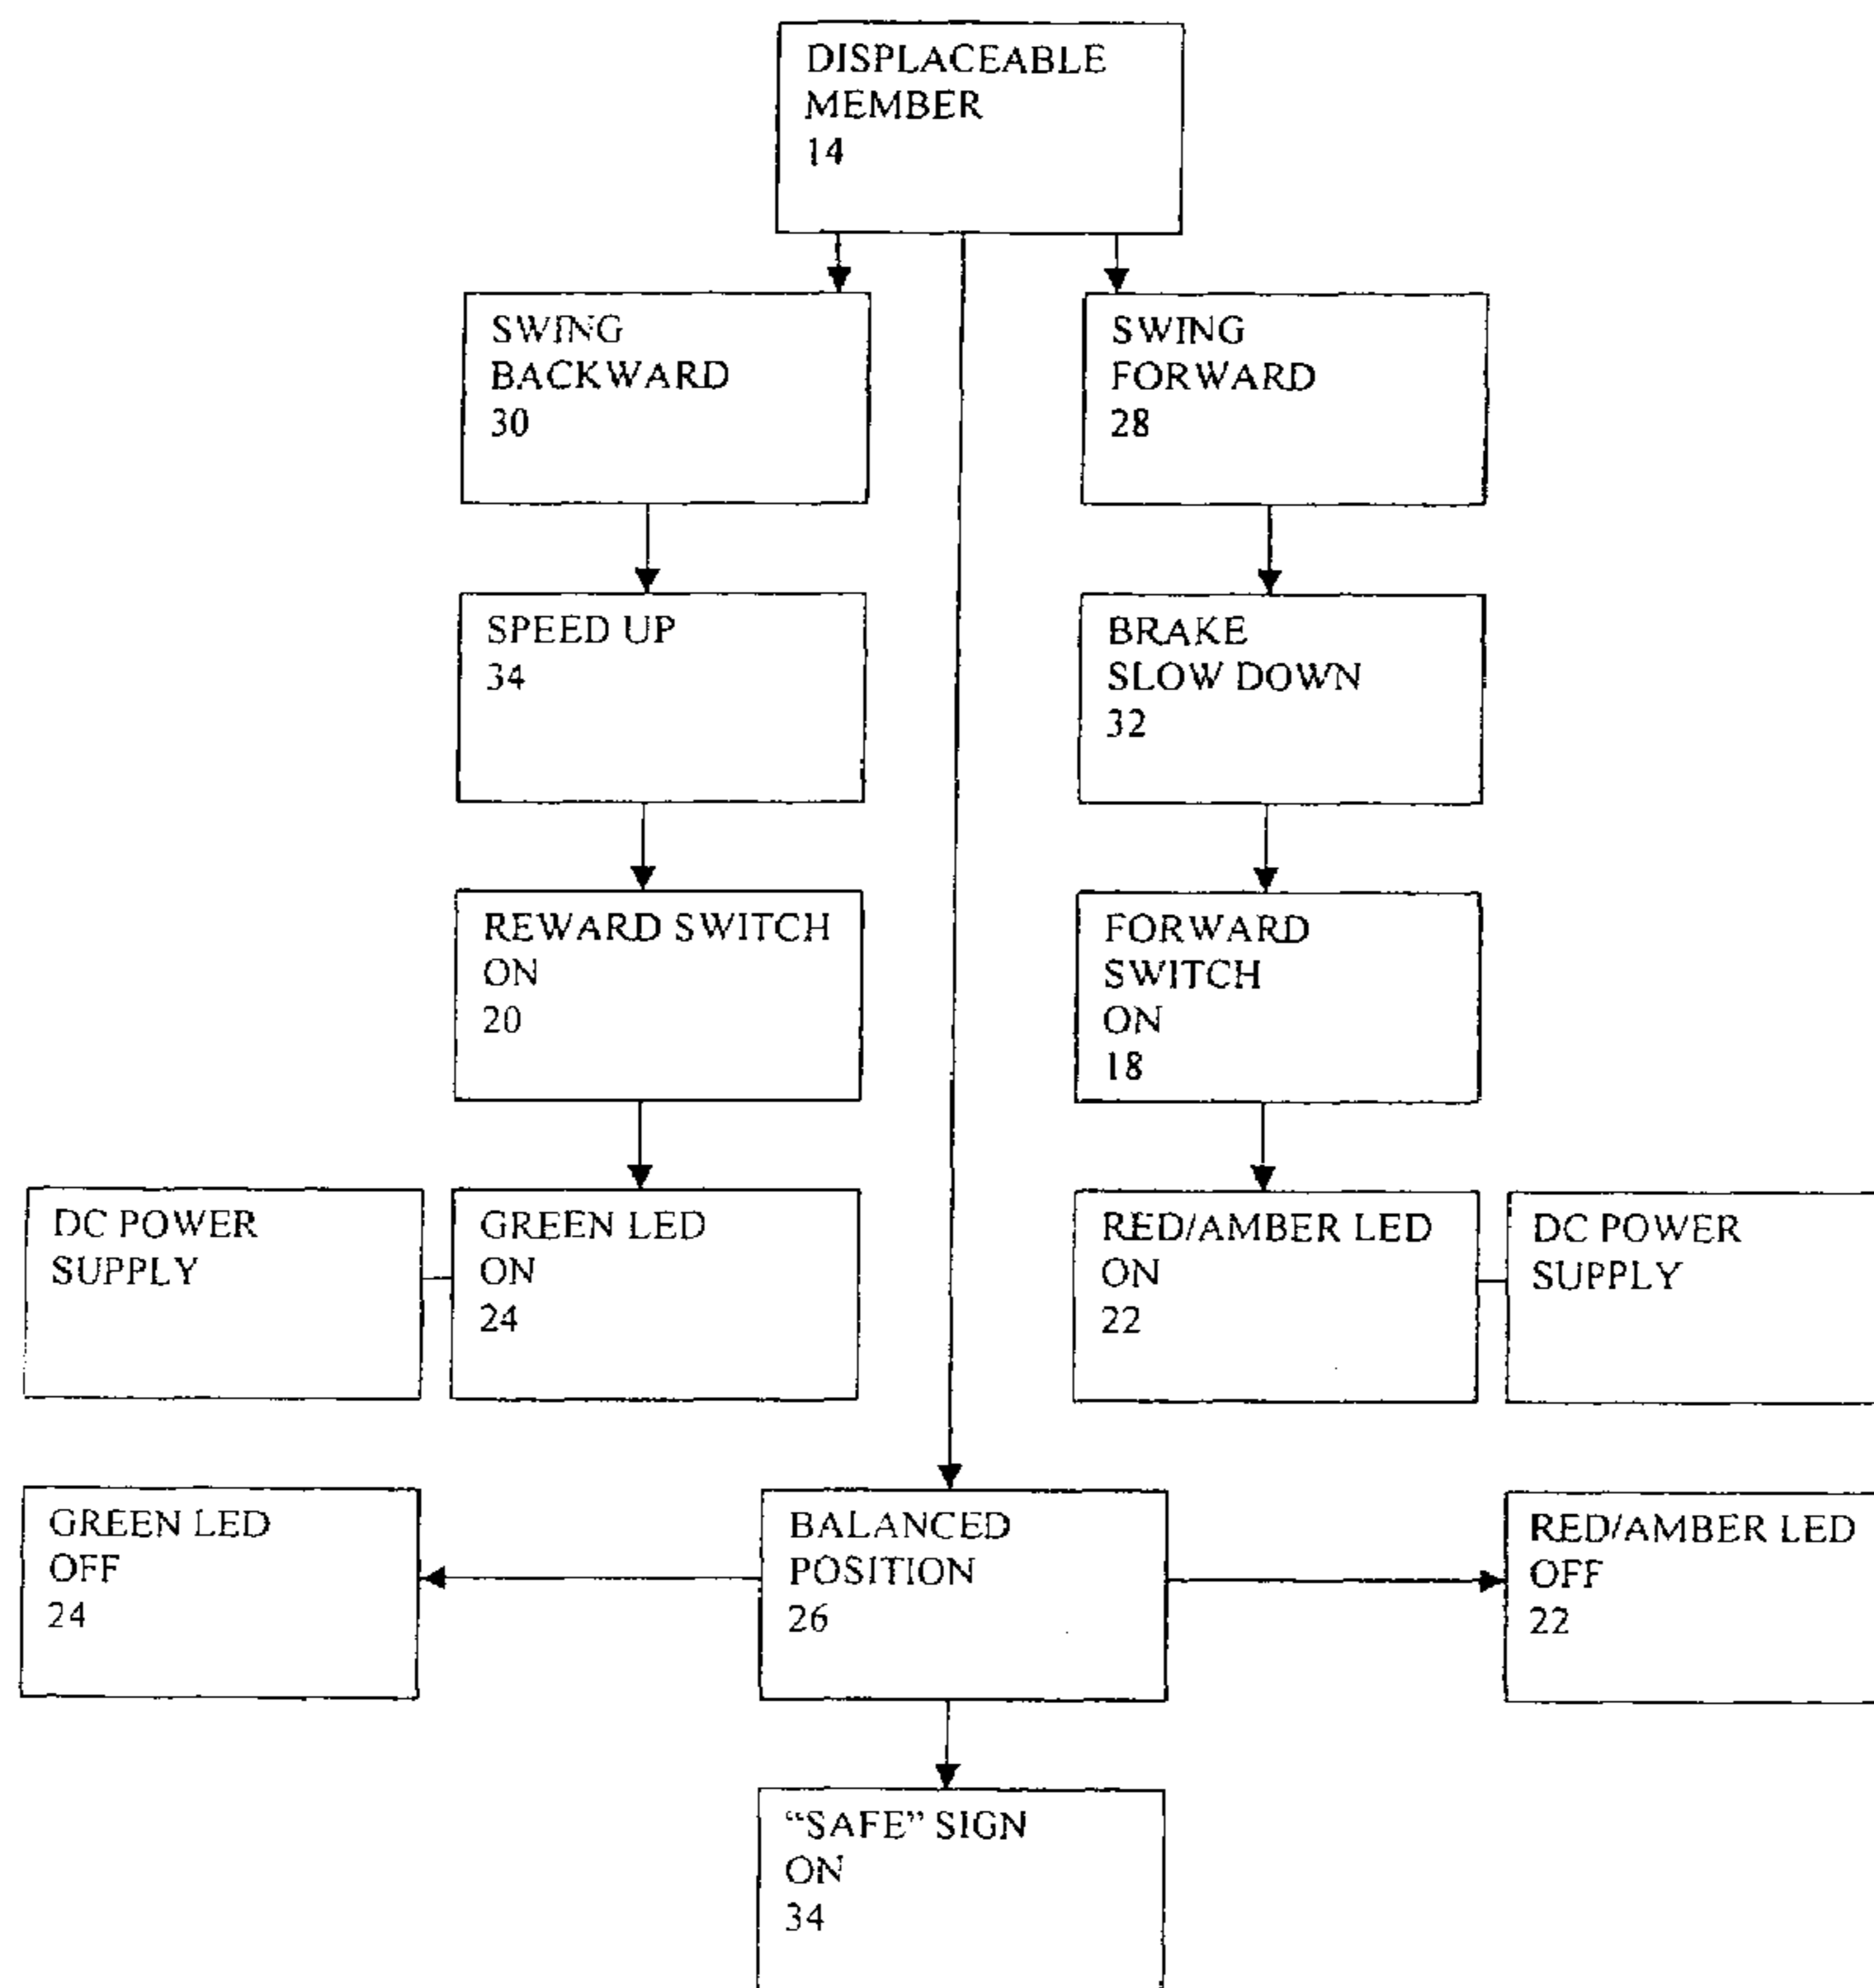 DISPLACEABLE
MEMBER
14
SWING
BACKWARD
30
SWING
FORWARD
28
SPEED UP
34
BRAKE
SLOW DOWN
32
REWARD SWITCH
ON
20
FORWARD
SWITCH
ON
18
DC POWER
SUPPLY
GREEN LED
ON
24
RED/AMBER LED
ON
22
DC POWER
SUPPLY
GREEN LED
OFF
24
BALANCED
POSITION
26
RED/AMBER LED
OFF
22
“SAFE” SIGN
ON
34